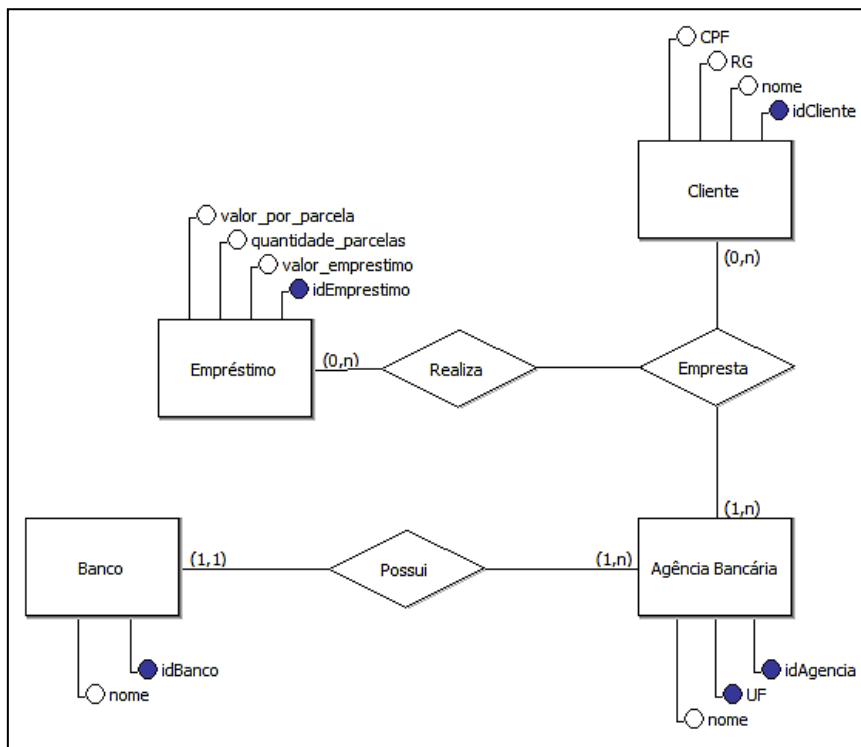 CPF
RG
nome
idCliente
Cliente
(0,n)
valor_por_parcela
quantidade_parcelas
valor_emprestimo
idEmprestimo
Empréstimo
(0,n)
Realiza
Empresta
(1,n)
Banco
(1,1)
Possui
(1,n)
Agência Bancária
idBanco
nome
idAgencia
UF
nome